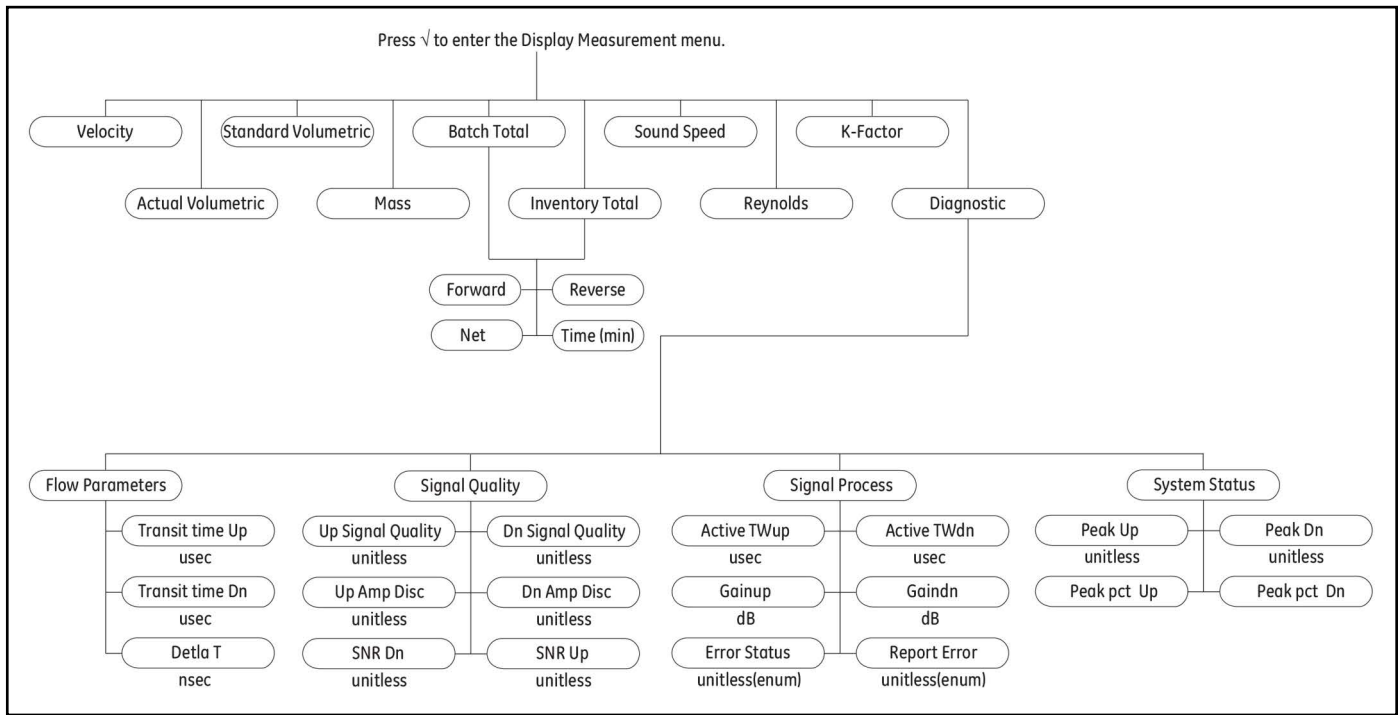 Press √ to enter the Display Measurement menu.
Velocity
Standard Volumetric
Batch Total
Sound Speed
K-Factor
Actual Volumetric
Mass
Inventory Total
Reynolds
Diagnostic
Forward
Reverse
Net
Time (min)
Flow Parameters
Signal Quality
Signal Process
System Status
Transit time Up
usec
Transit time Dn
usec
Detla T
nsec
Up Signal Quality
unitless
Dn Signal Quality
unitless
Up Amp Disc
unitless
Dn Amp Disc
unitless
SNR Dn
unitless
SNR Up
unitless
Active TWup
usec
Active TWdn
usec
Gainup
dB
Gaindn
dB
Error Status
unitless(enum)
Report Error
unitless(enum)
Peak Up
unitless
Peak Dn
unitless
Peak pct Up
Peak pct Dn